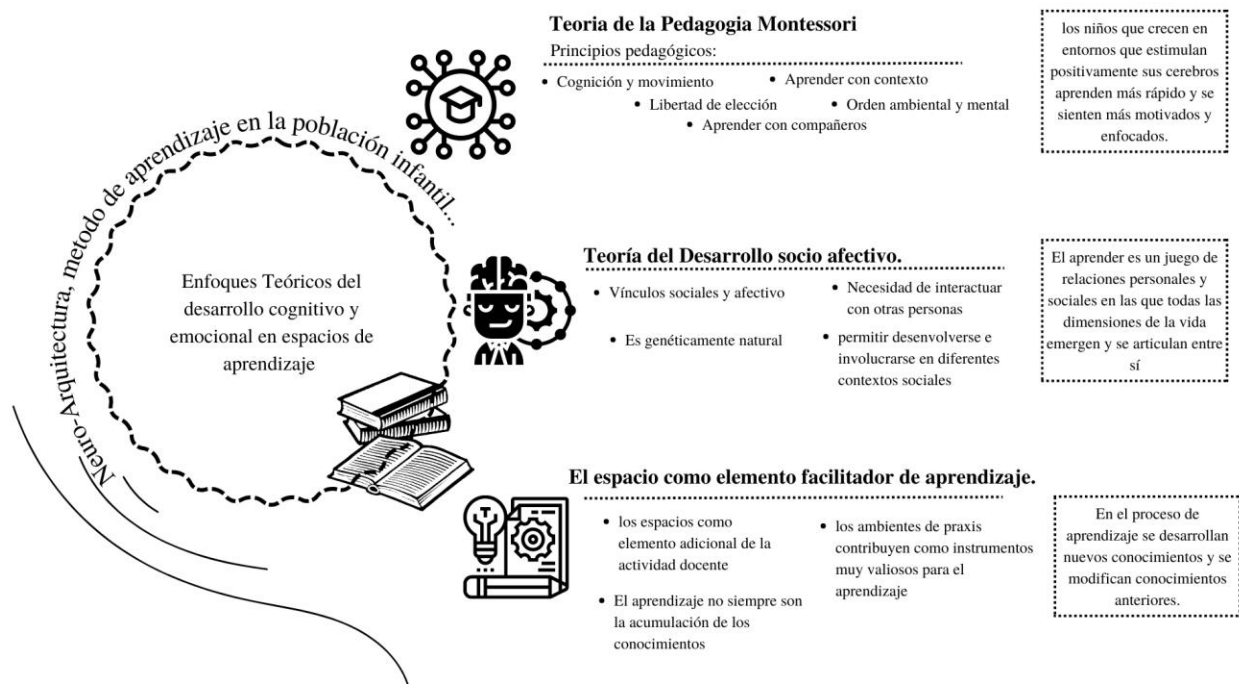 Neuro-Arquitectura, metodo de aprendizaje en la población infantil...
Enfoques Teóricos del
desarrollo cognitivo y
emocional en espacios de
aprendizaje
Teoria de la Pedagogia Montessori
Principios pedagógicos:
• Cognición y movimiento
• Aprender con contexto
• Libertad de elección
• Orden ambiental y mental
• Aprender con compañeros
los niños que crecen en
entornos que estimulan
positivamente sus cerebros
aprenden más rápido y se
sienten más motivados y
enfocados.
Teoría del Desarrollo socio afectivo.
• Vínculos sociales y afectivo
• Necesidad de interactuar
con otras personas
• Es genéticamente natural
• permitir desenvolverse e
involucrarse en diferentes
contextos sociales
El aprender es un juego de
relaciones personales y
sociales en las que todas las
dimensiones de la vida
emergen y se articulan entre
sí
El espacio como elemento facilitador de aprendizaje.
• los espacios como
elemento adicional de la
actividad docente
• El aprendizaje no siempre son
la acumulación de los
conocimientos
• los ambientes de praxis
contribuyen como instrumentos
muy valiosos para el
aprendizaje
En el proceso de
aprendizaje se desarrollan
nuevos conocimientos y se
modifican conocimientos
anteriores.